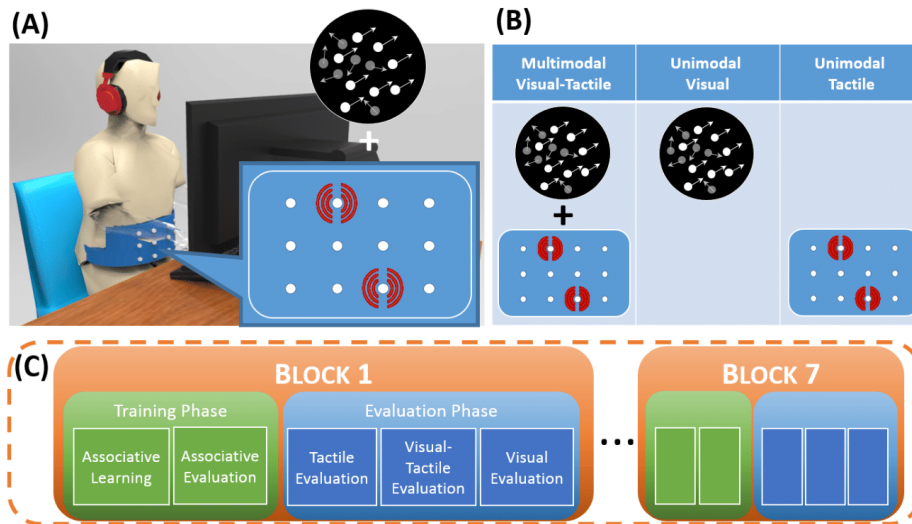 (A)
(B)
Multimodal
Visual-Tactile
Unimodal
Visual
Unimodal
Tactile
+
+
(C)
BLOCK 1
Training Phase
Associative
Learning
Associative
Evaluation
Evaluation Phase
Tactile
Evaluation
Visual-
Tactile
Evaluation
Visual
Evaluation
...
BLOCK 7